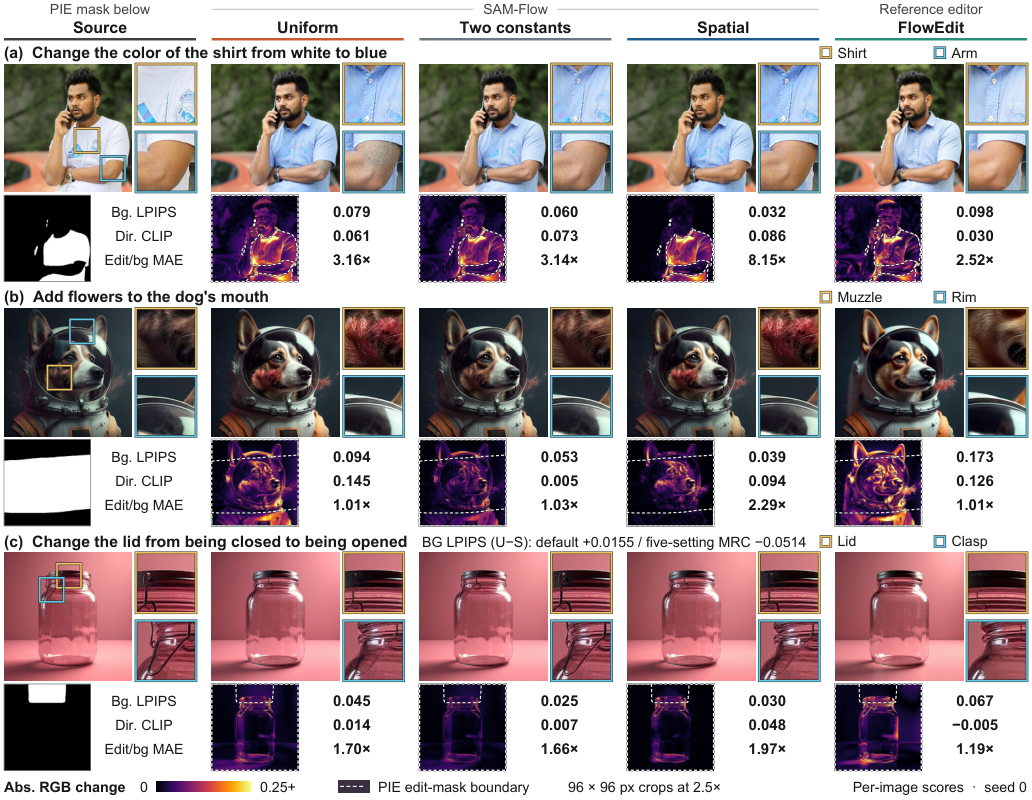 PIE mask below
SAM-Flow
Reference editor
Source
Uniform
Two constants
Spatial
FlowEdit
(a) Change the color of the shirt from white to blue
Shirt
Arm
Bg. LPIPS 0.079 0.060 0.032 0.098
Dir. CLIP 0.061 0.073 0.086 0.030
Edit/bg MAE 3.16× 3.14× 8.15× 2.52×
(b) Add flowers to the dog's mouth
Muzzle
Rim
Bg. LPIPS 0.094 0.053 0.039 0.173
Dir. CLIP 0.145 0.005 0.094 0.126
Edit/bg MAE 1.01× 1.03× 2.29× 1.01×
(c) Change the lid from being closed to being opened BG LPIPS (U−S): default +0.0155 / five-setting MRC −0.0514
Lid
Clasp
Bg. LPIPS 0.045 0.025 0.030 0.067
Dir. CLIP 0.014 0.007 0.048 −0.005
Edit/bg MAE 1.70× 1.66× 1.97× 1.19×
Abs. RGB change 0 0.25+ PIE edit-mask boundary 96 × 96 px crops at 2.5× Per-image scores · seed 0